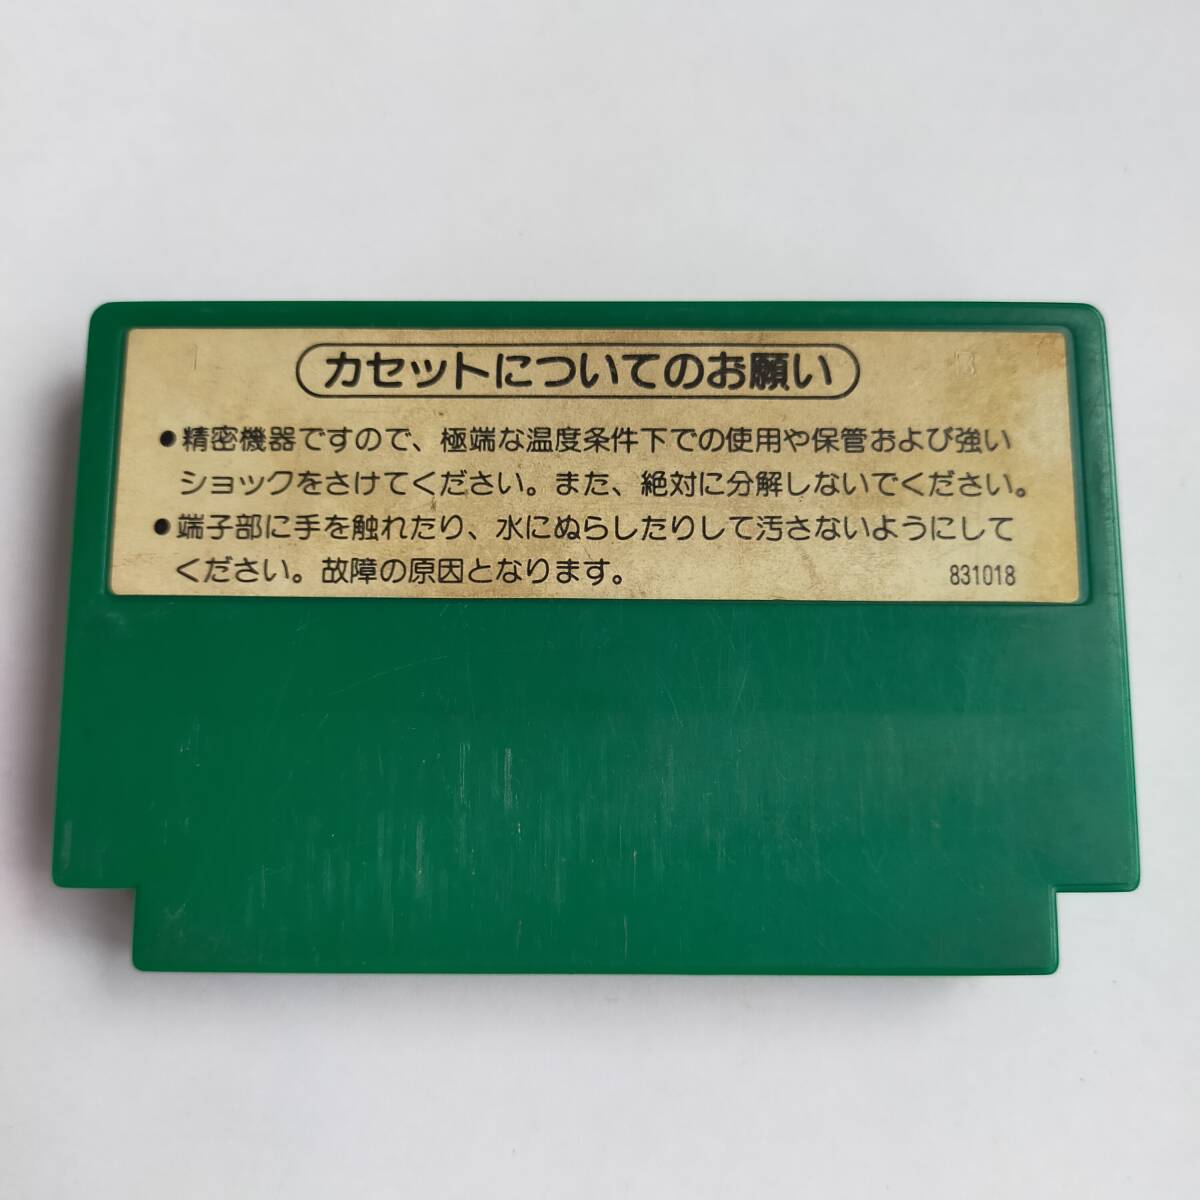 カセットについてのお願い
●精密機器ですので、極端な温度条件下での使用や保管および強い
ショックをさけてください。また、絶対に分解しないでください。
●端子部に手を触れたり、水にぬらしたりして汚さないようにして
ください。故障の原因となります。
831018